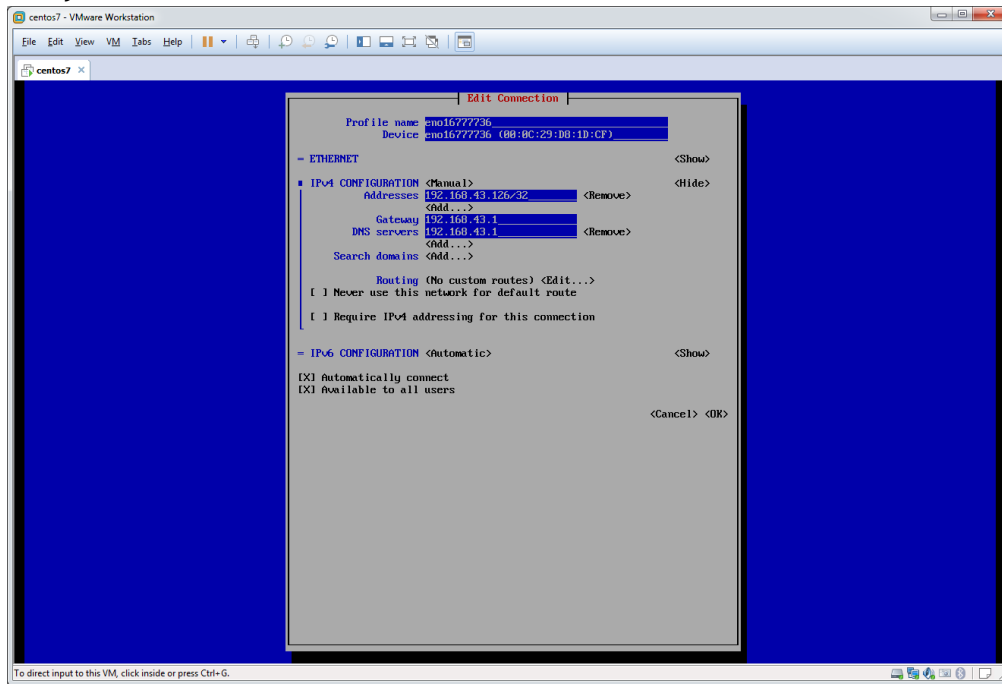 centos7 - VMware Workstation
File Edit View VM Tabs Help
centos7
Edit Connection
Profile name eno16777736
Device eno16777736 (00:0C:29:D8:1D:CF)
= ETHERNET <Show>
IPv4 CONFIGURATION <Manual> <Hide>
Addresses 192.168.43.126/32 <Remove>
<Add...>
Gateway 192.168.43.1
DNS servers 192.168.43.1 <Remove>
<Add...>
Search domains <Add...>
Routing (No custom routes) <Edit...>
[ ] Never use this network for default route
[ ] Require IPv4 addressing for this connection
= IPv6 CONFIGURATION <Automatic> <Show>
[X] Automatically connect
[X] Available to all users
<Cancel> <OK>
To direct input to this VM, click inside or press Ctrl+G.